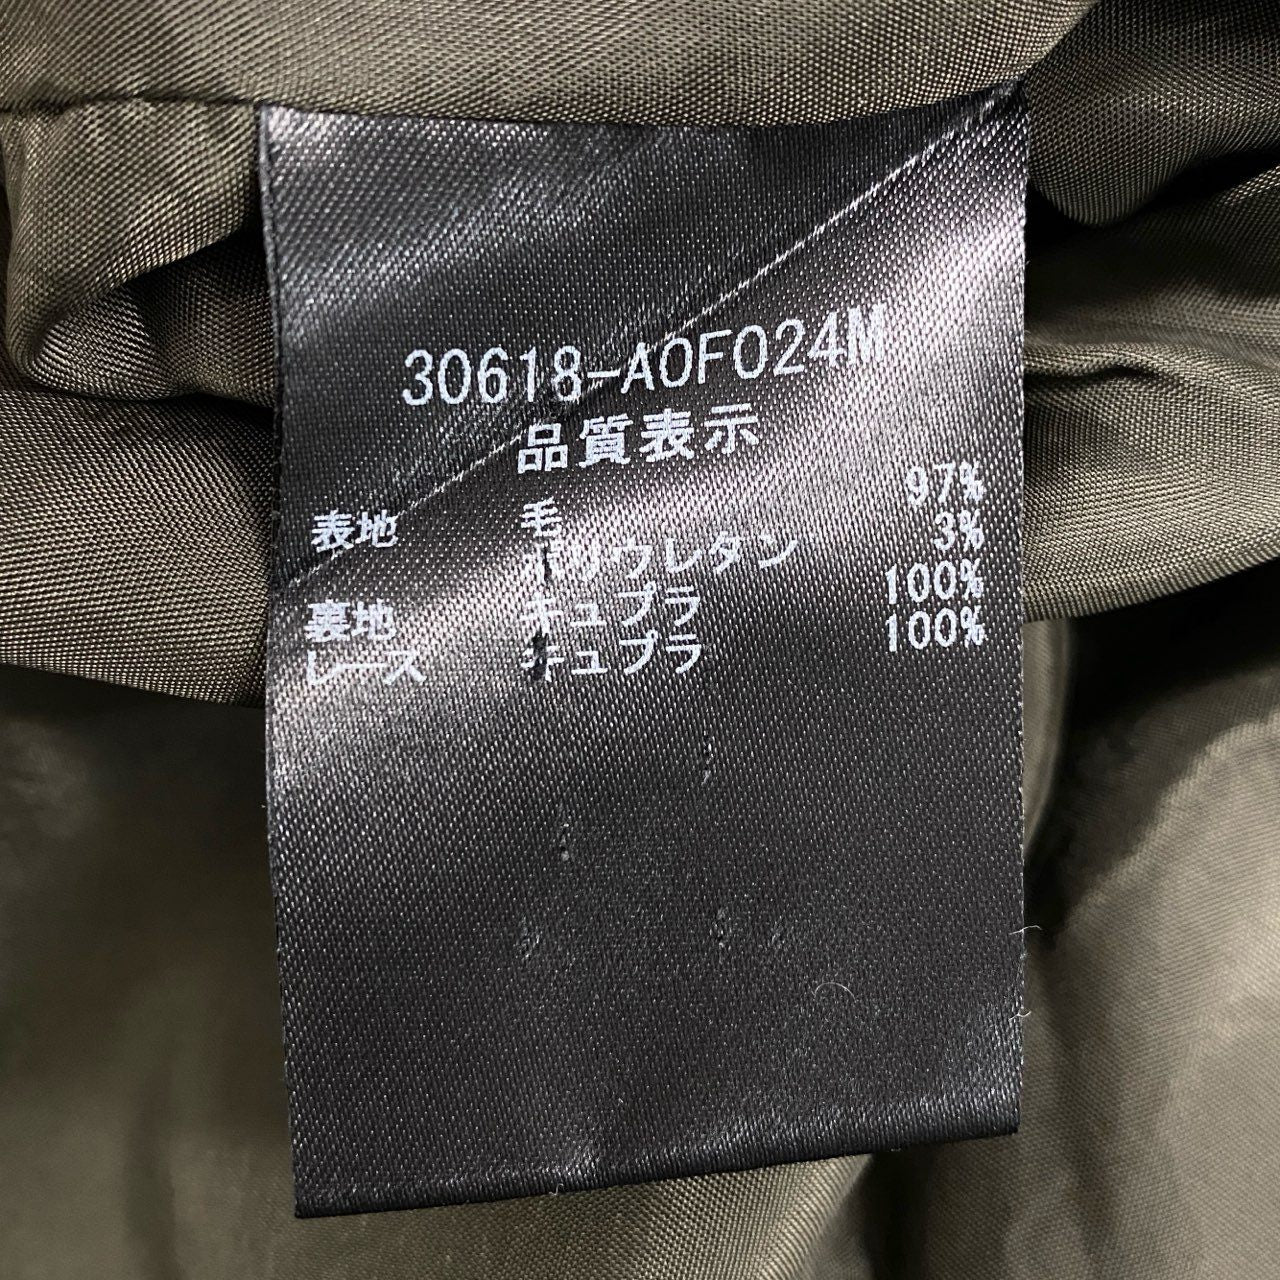 30618-A0F024M
品質表示
表地 毛 97%
ポリウレタン 3%
裏地 キュプラ 100%
レース キュプラ 100%